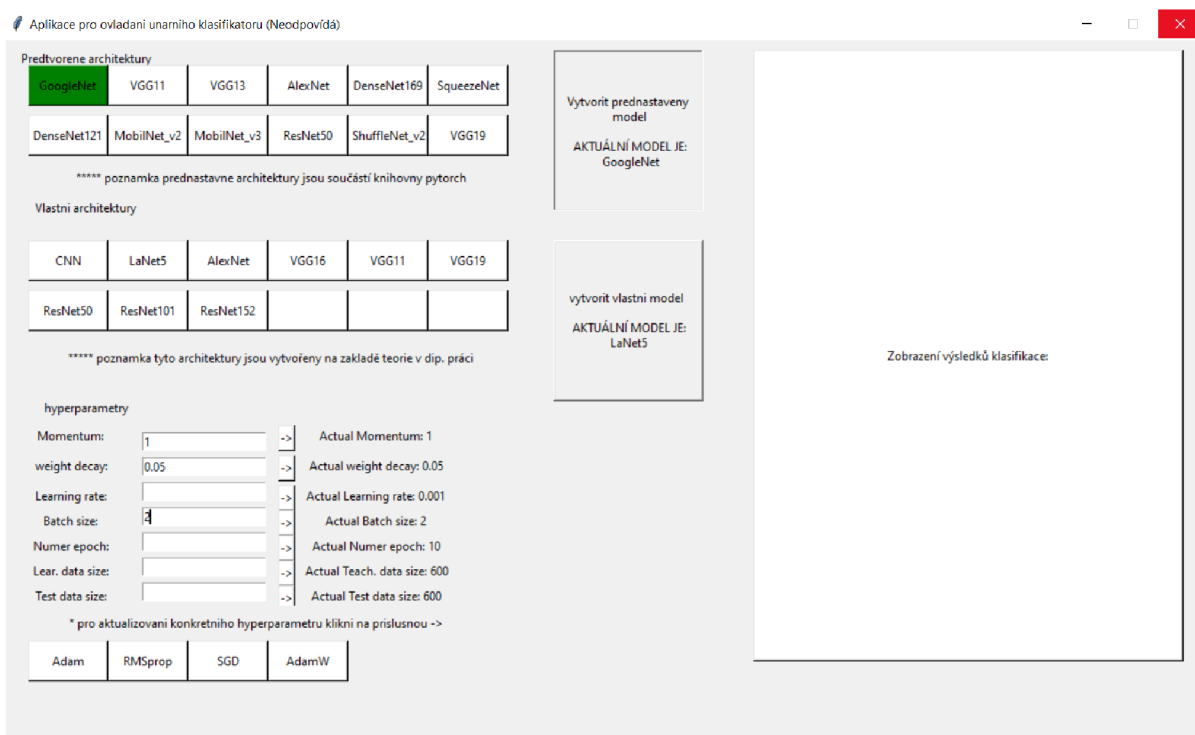 Aplikace pro ovladani unarního klasifikatoru (Neodpovídá)
Predtvorene architektury
GoogleNet VGG11 VGG13 AlexNet DenseNet169 SqueezeNet
DenseNet121 MobilNet_v2 MobilNet_v3 ResNet50 ShuffleNet_v2 VGG19
***** poznamka prednastavne architektury jsou součástí knihovny pytorch
Vlastni architektury
CNN LaNet5 AlexNet VGG16 VGG11 VGG19
ResNet50 ResNet101 ResNet152
***** poznamka tyto architektury jsou vytvořeny na zakladě teorie v dip. práci
hyperparametry
Momentum: 1 -> Actual Momentum: 1
weight decay: 0.05 -> Actual weight decay: 0.05
Learning rate: -> Actual Learning rate: 0.001
Batch size: 2 -> Actual Batch size: 2
Numer epoch: -> Actual Numer epoch: 10
Lear. data size: -> Actual Teach. data size: 600
Test data size: -> Actual Test data size: 600
* pro aktualizovani konkretniho hyperparametru klikni na prislusnou ->
Adam RMSprop SGD AdamW
Vytvorit prednastaveny
model
AKTUÁLNÍ MODEL JE:
GoogleNet
vytvorit vlastni model
AKTUÁLNÍ MODEL JE:
LaNet5
Zobrazení výsledků klasifikace: